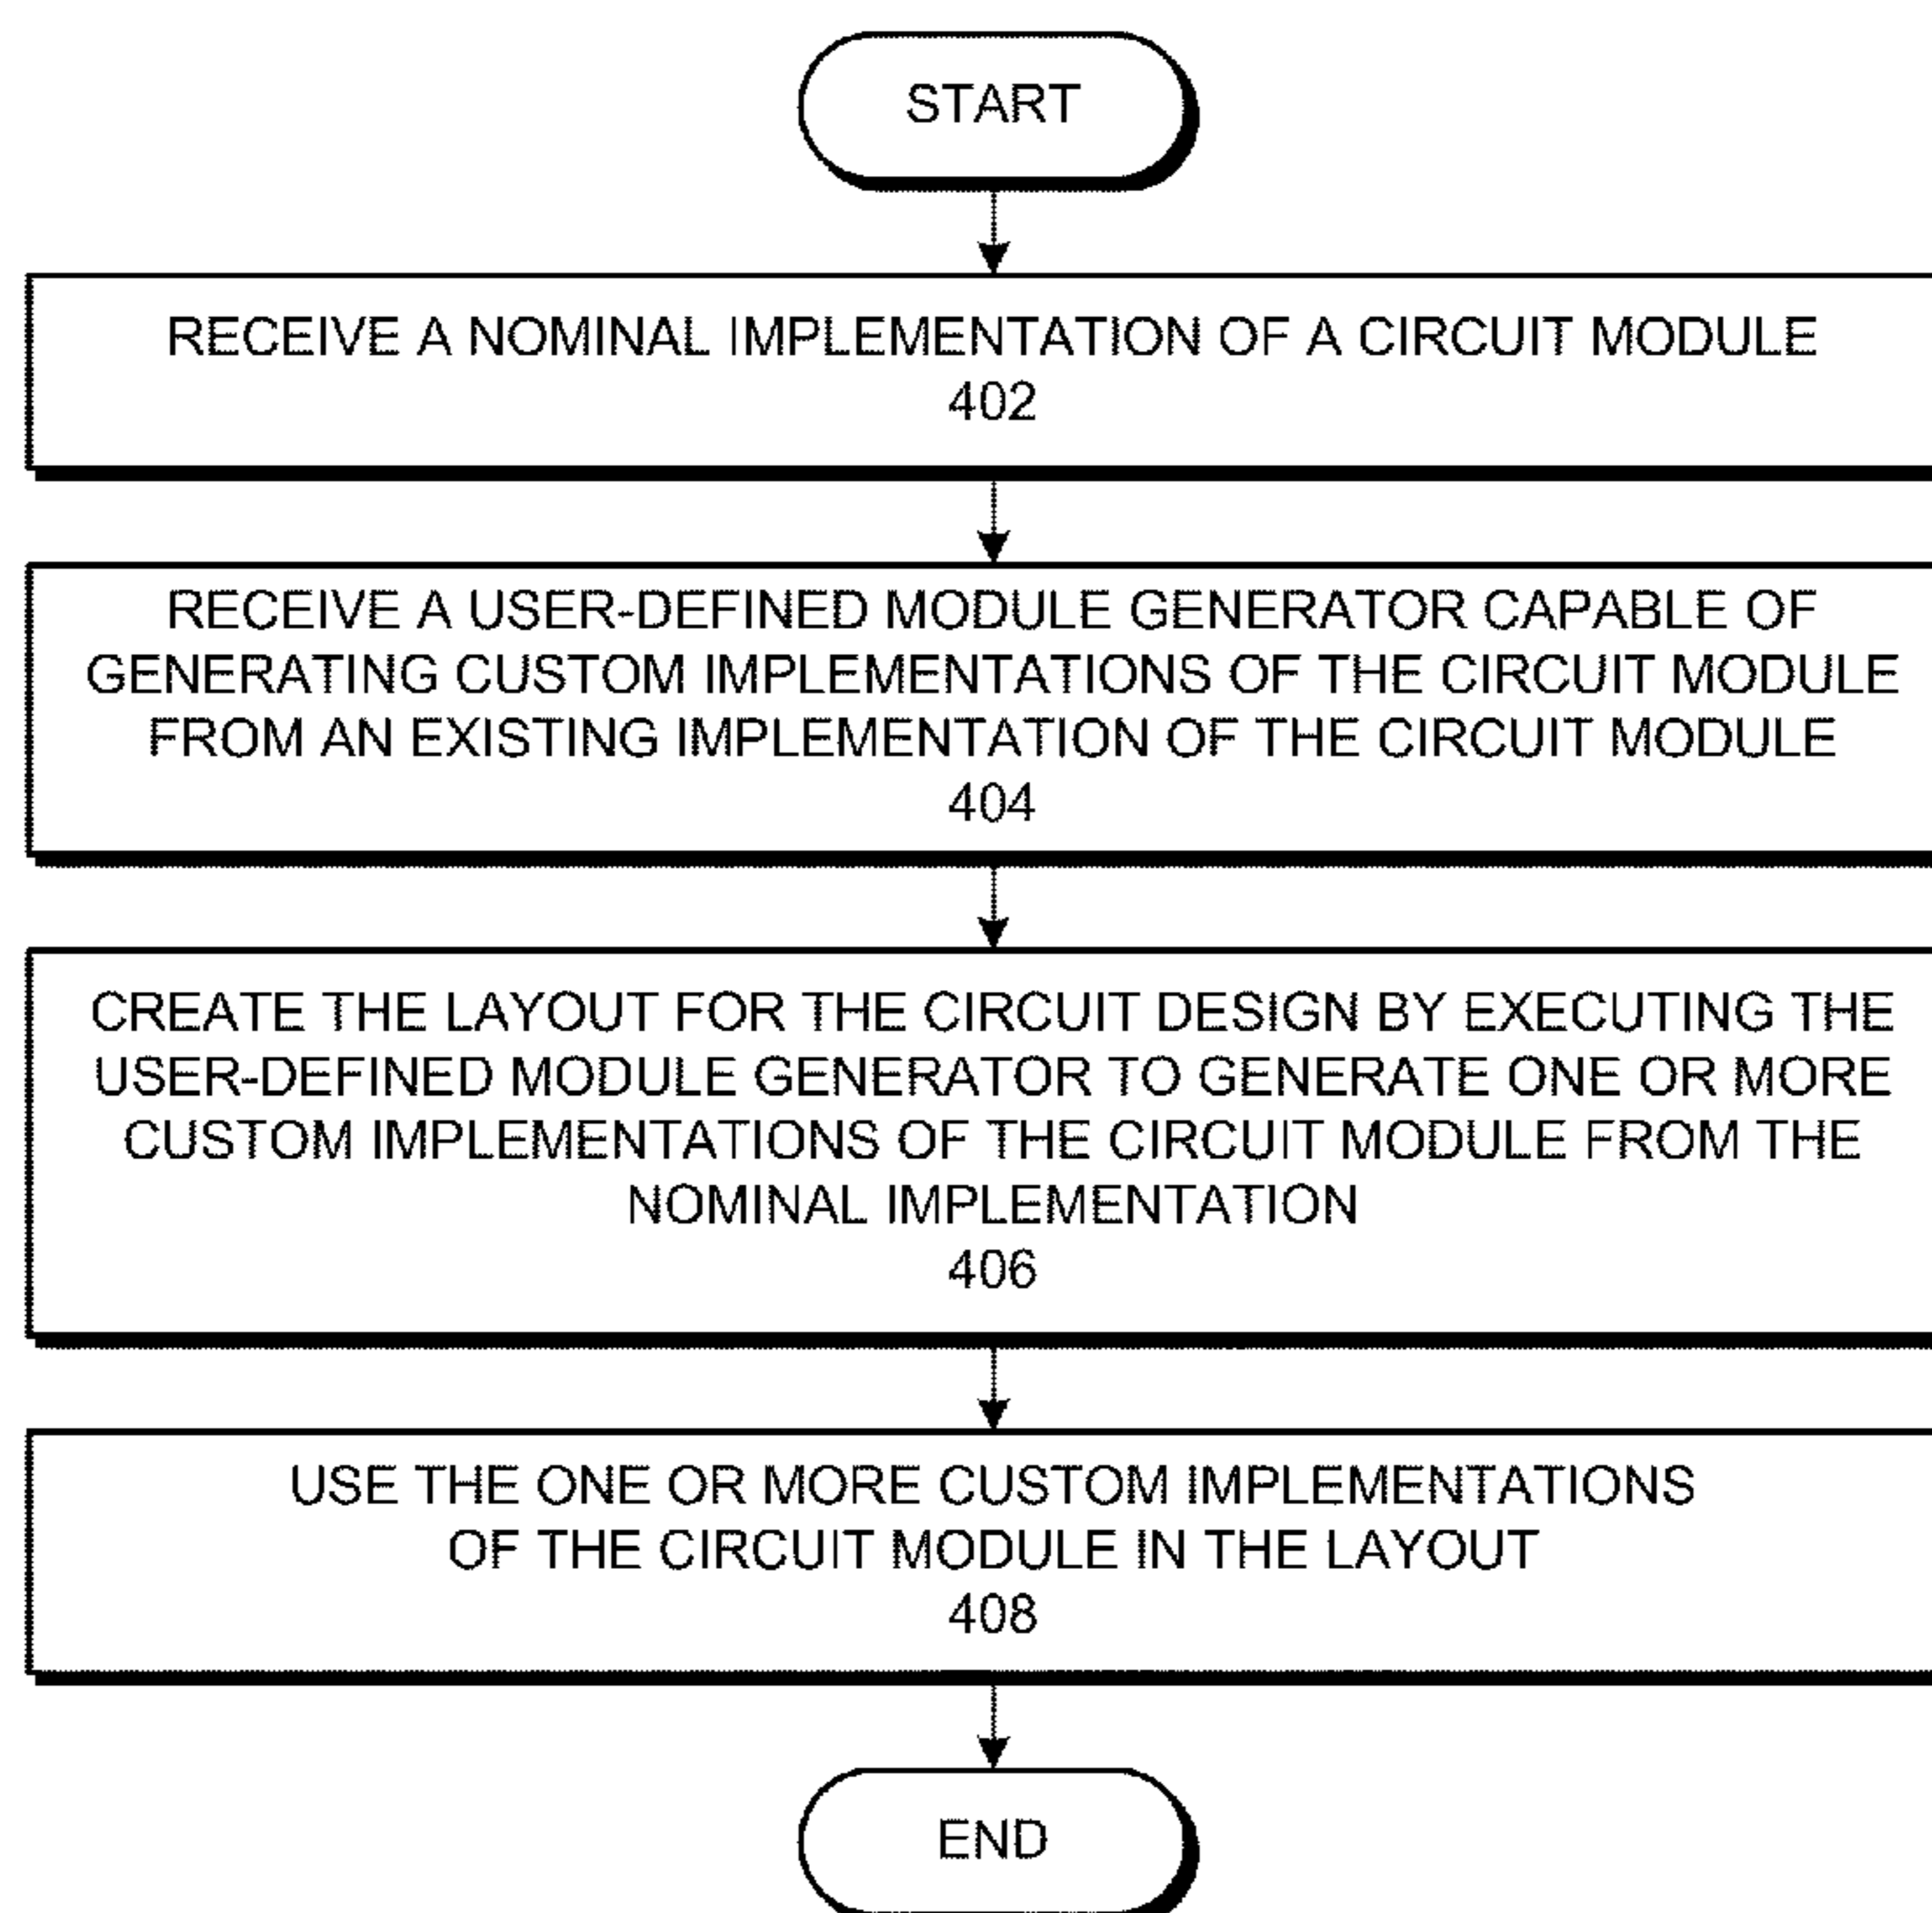 START
RECEIVE A NOMINAL IMPLEMENTATION OF A CIRCUIT MODULE
402
RECEIVE A USER-DEFINED MODULE GENERATOR CAPABLE OF
GENERATING CUSTOM IMPLEMENTATIONS OF THE CIRCUIT MODULE
FROM AN EXISTING IMPLEMENTATION OF THE CIRCUIT MODULE
404
CREATE THE LAYOUT FOR THE CIRCUIT DESIGN BY EXECUTING THE
USER-DEFINED MODULE GENERATOR TO GENERATE ONE OR MORE
CUSTOM IMPLEMENTATIONS OF THE CIRCUIT MODULE FROM THE
NOMINAL IMPLEMENTATION
406
USE THE ONE OR MORE CUSTOM IMPLEMENTATIONS
OF THE CIRCUIT MODULE IN THE LAYOUT
408
END